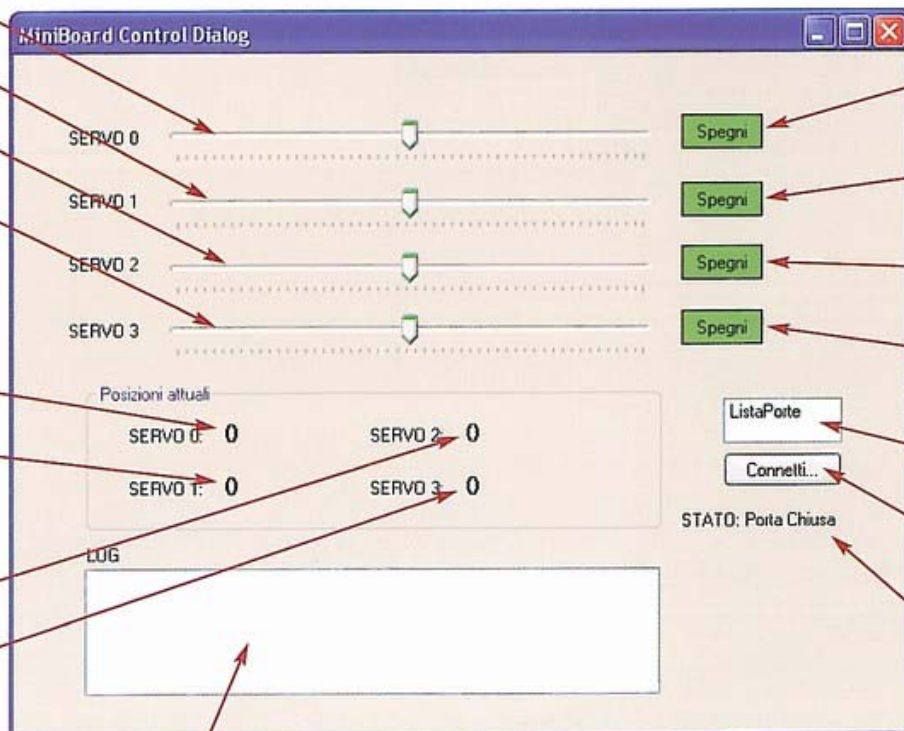 MiniBoard Control Dialog
SERVO 0
Spegni
SERVO 1
Spegni
SERVO 2
Spegni
SERVO 3
Spegni
Posizioni attuali
SERVO 0: 0
SERVO 2: 0
SERVO 1: 0
SERVO 3: 0
ListaPorte
Connetti...
STATO: Porta Chiusa
LOG